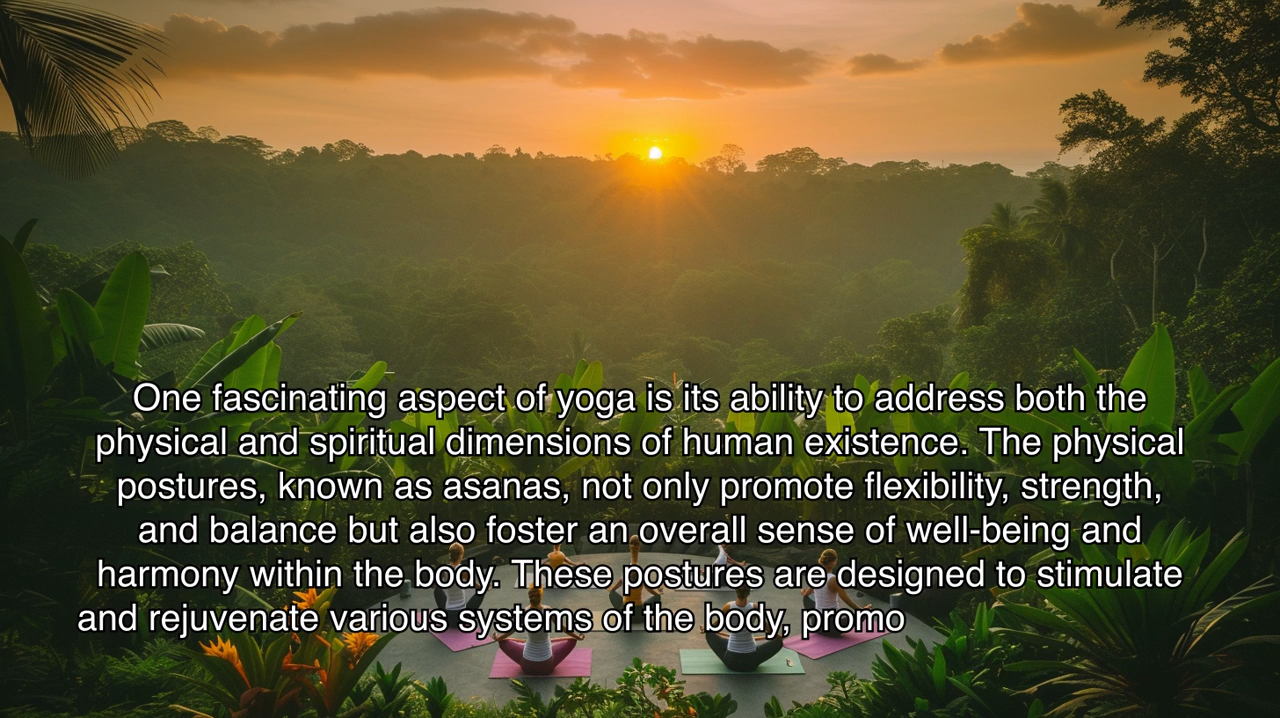 One fascinating aspect of yoga is its ability to address both the
physical and spiritual dimensions of human existence. The physical
postures, known as asanas, not only promote flexibility, strength,
and balance but also foster an overall sense of well-being and
harmony within the body. These postures are designed to stimulate
and rejuvenate various systems of the body, promo